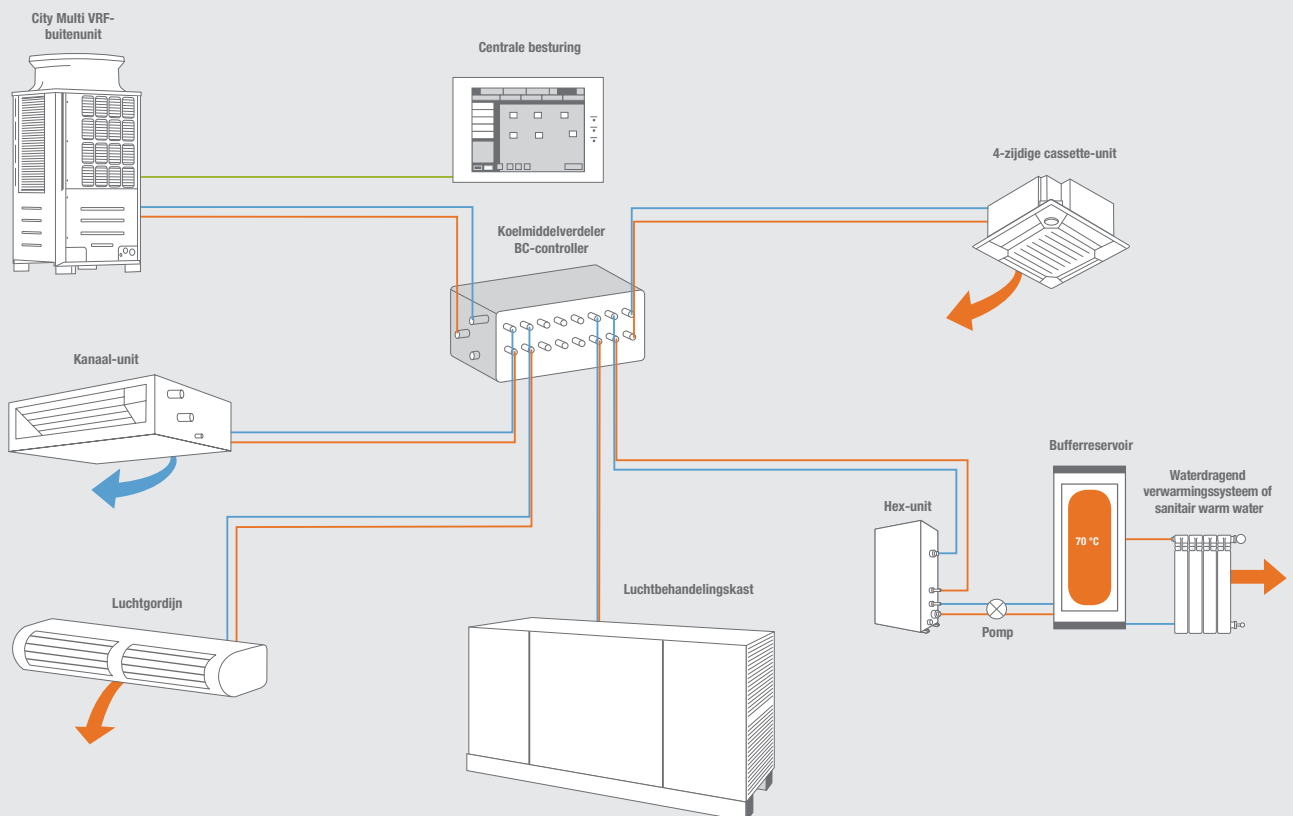 City Multi VRF-
buitenunit
Centrale besturing
4-zijdige cassette-unit
Koelmiddelverdeler
BC-controller
Kanaal-unit
Bufferreservoir
Waterdragend
verwarmingssysteem of
sanitair warm water
Hex-unit
70 °C
Luchtbehandelingskast
Luchtgordijn
Pomp